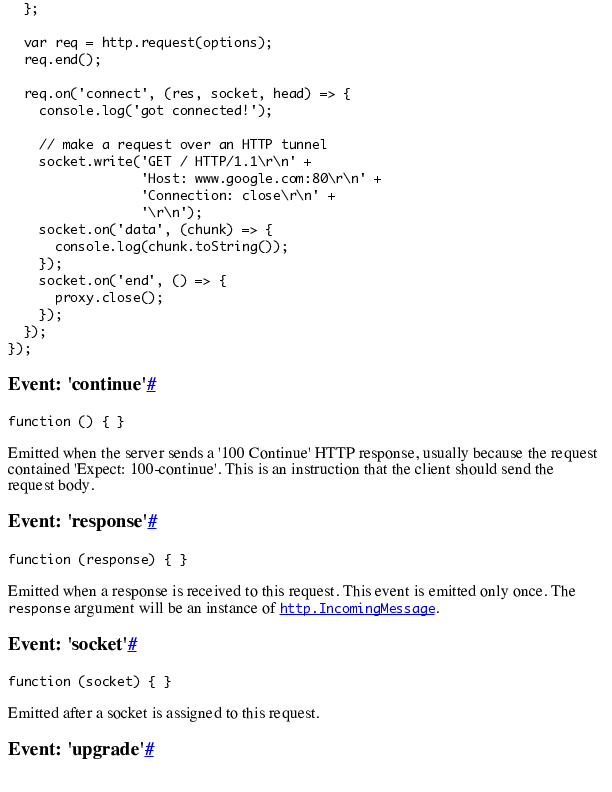 };

  var req = http.request(options);
  req.end();

  req.on('connect', (res, socket, head) => {
    console.log('got connected!');

    // make a request over an HTTP tunnel
    socket.write('GET / HTTP/1.1\r\n' +
                 'Host: www.google.com:80\r\n' +
                 'Connection: close\r\n' +
                 '\r\n');
    socket.on('data', (chunk) => {
      console.log(chunk.toString());
    });
    socket.on('end', () => {
      proxy.close();
    });
  });
});
Event: 'continue'#
function () { }
Emitted when the server sends a '100 Continue' HTTP response, usually because the request
contained 'Expect: 100-continue'. This is an instruction that the client should send the
request body.
Event: 'response'#
function (response) { }
Emitted when a response is received to this request. This event is emitted only once. The
response argument will be an instance of http.IncomingMessage.
Event: 'socket'#
function (socket) { }
Emitted after a socket is assigned to this request.
Event: 'upgrade'#